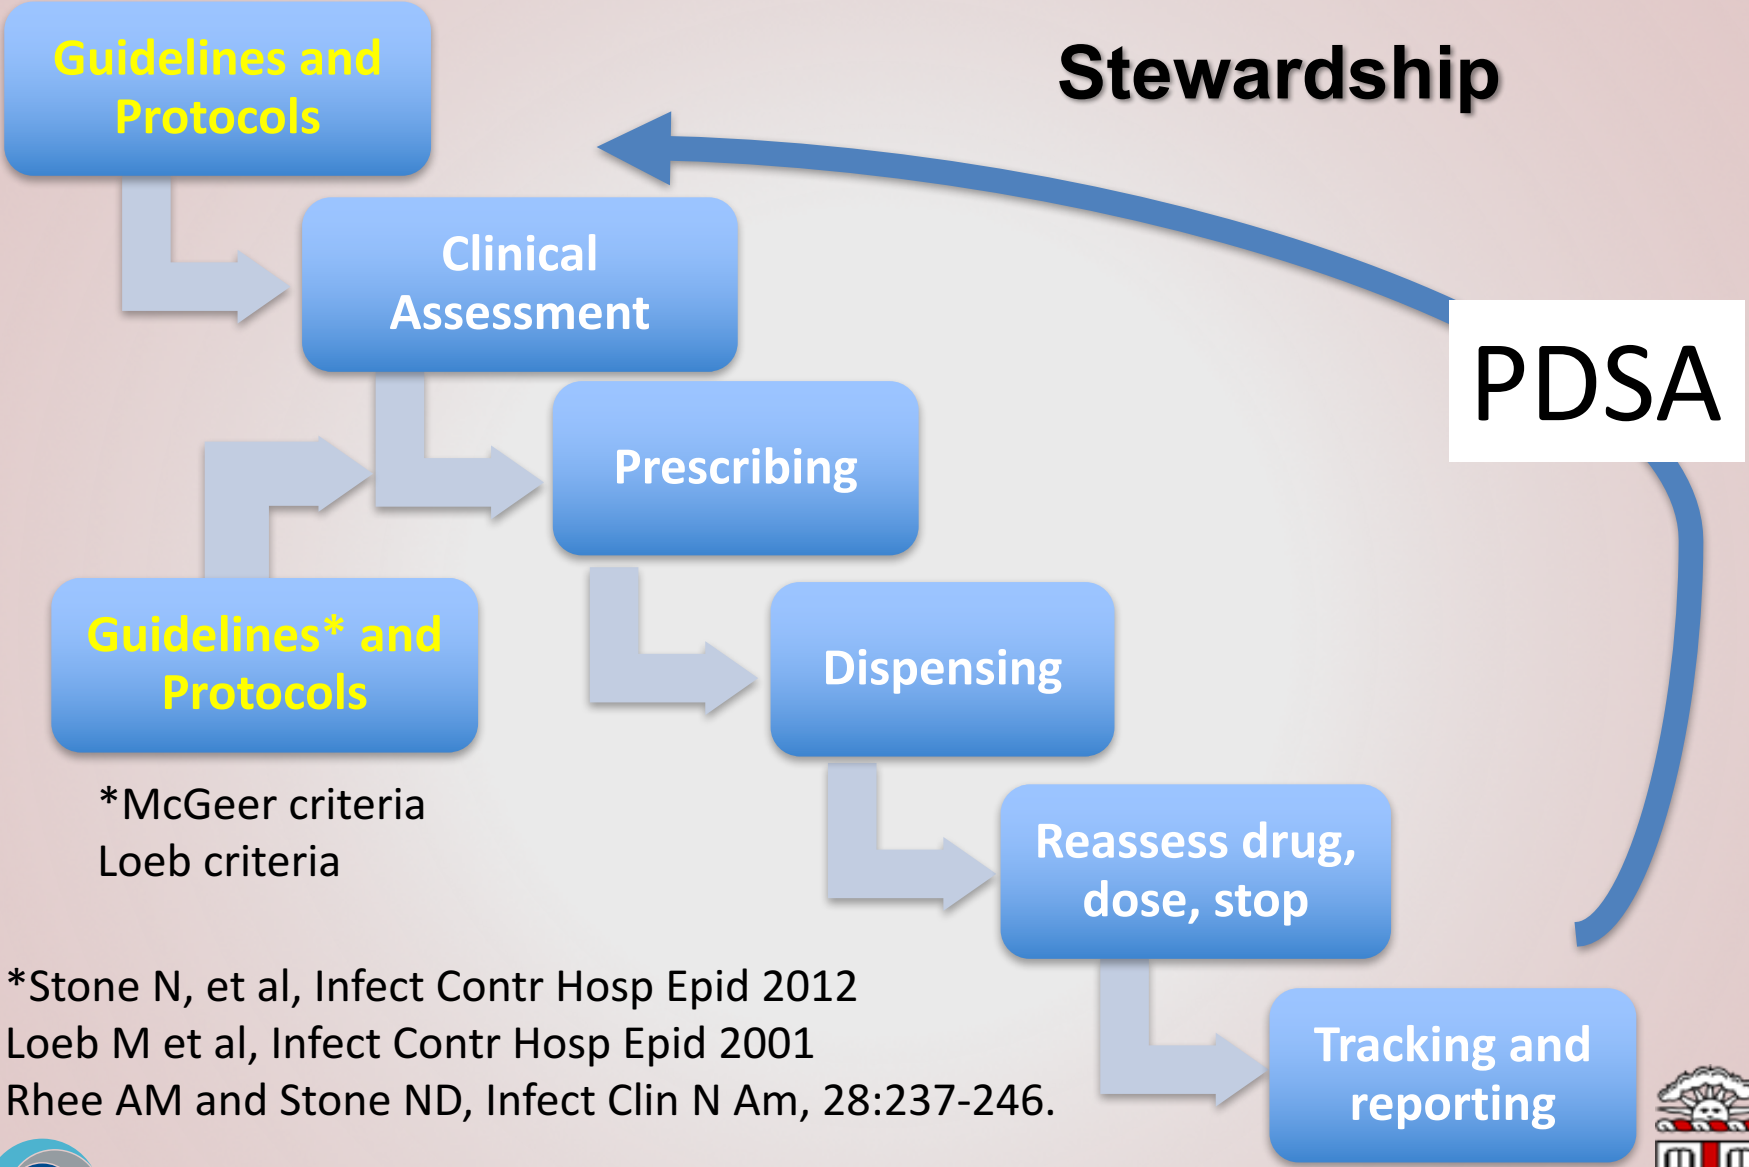 Guidelines and
Protocols
Stewardship
Clinical
Assessment
PDSA
Prescribing
Guidelines* and
Protocols
Dispensing
*McGeer criteria
Loeb criteria
Reassess drug,
dose, stop
*Stone N, et al, Infect Contr Hosp Epid 2012
Loeb M et al, Infect Contr Hosp Epid 2001
Rhee AM and Stone ND, Infect Clin N Am, 28:237-246.
Tracking and
reporting